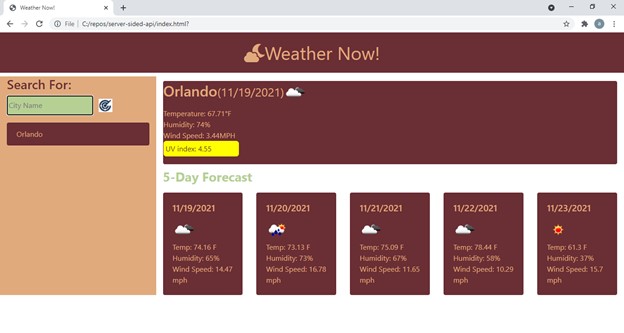 Weather Now!
File | C:/repos/server-sided-api/index.html?
a
Weather Now!
Search For:
City Name
Orlando
Orlando(11/19/2021)
Temperature: 67.71°F
Humidity: 74%
Wind Speed: 3.44MPH
UV index: 4.55
5-Day Forecast
11/19/2021
Temp: 74.16 F
Humidity: 65%
Wind Speed: 14.47
mph
11/20/2021
Temp: 73.13 F
Humidity: 73%
Wind Speed: 16.78
mph
11/21/2021
Temp: 75.09 F
Humidity: 67%
Wind Speed: 11.65
mph
11/22/2021
Temp: 78.44 F
Humidity: 58%
Wind Speed: 10.29
mph
11/23/2021
Temp: 61.3 F
Humidity: 37%
Wind Speed: 15.7
mph